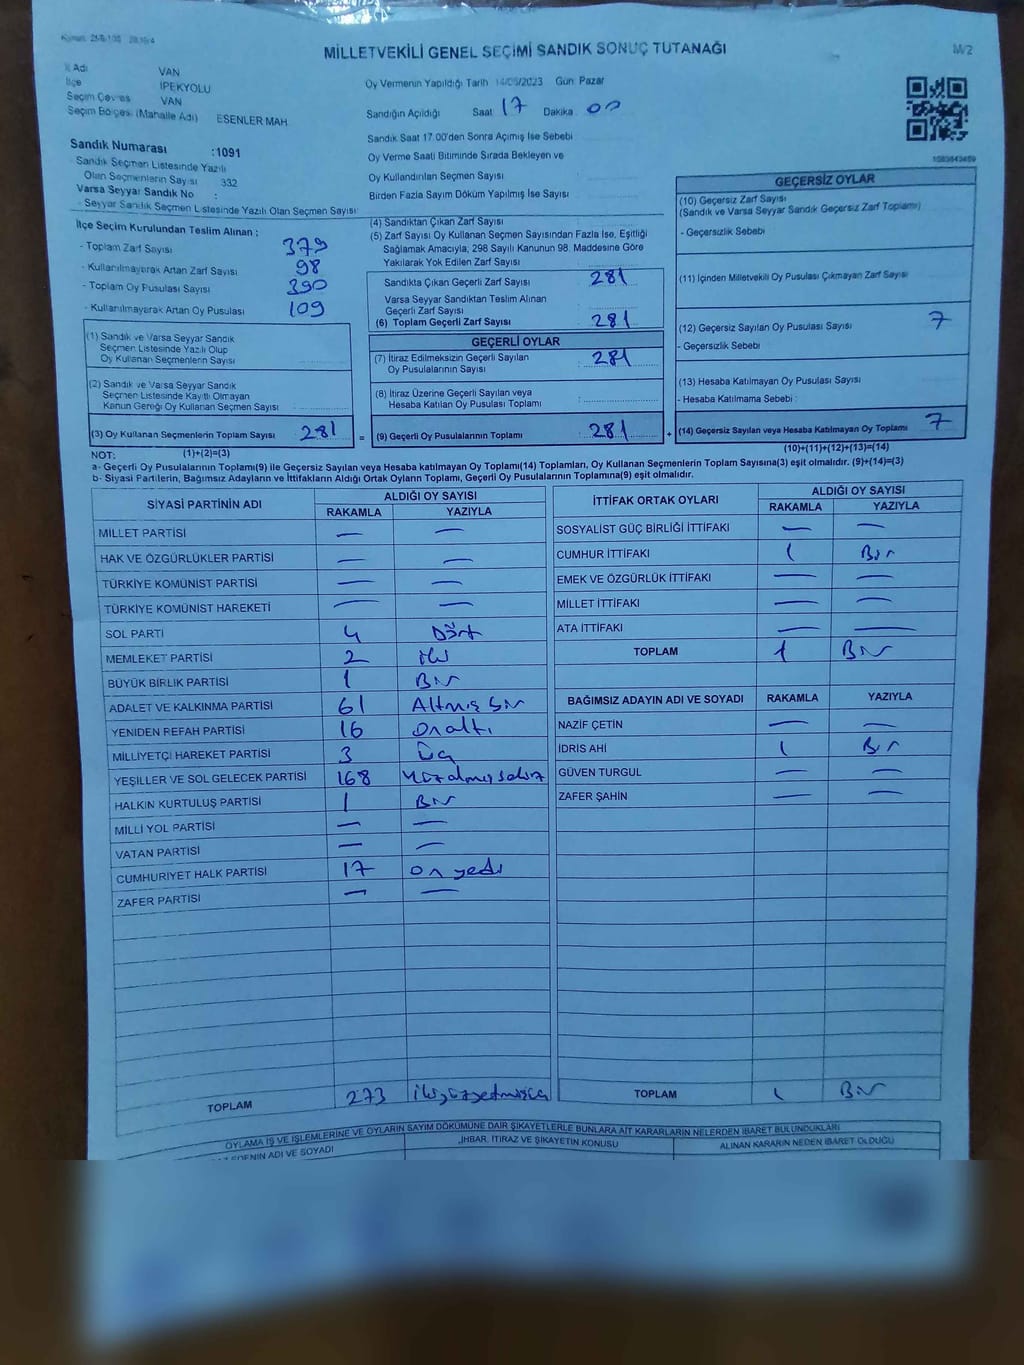 MİLLETVEKİLİ GENEL SEÇİMİ SANDIK SONUÇ TUTANAĞI
M/2
İl Adı VAN
İlçe İPEKYOLU
Seçim Çevresi VAN
Seçim Bölgesi (Mahalle Adı) ESENLER MAH.
Sandık Numarası :1091
Sandık Seçmen Listesinde Yazılı
Olan Seçmenlerin Sayısı 332
Varsa Seyyar Sandık No :
Seyyar Sandık Seçmen Listesinde Yazılı Olan Seçmen Sayısı
Oy Vermenin Yapıldığı Tarih 14/05/2023 Gün: Pazar
Sandığın Açıldığı Saat 17 Dakika 00
Sandık Saat 17.00'den Sonra Açılmış İse Sebebi
Oy Verme Saati Bitiminde Sırada Bekleyen ve
Oy Kullandırılan Seçmen Sayısı
Birden Fazla Sayım Döküm Yapılmış İse Sayısı
İlçe Seçim Kurulundan Teslim Alınan :
- Toplam Zarf Sayısı 379
- Kullanılmayarak Artan Zarf Sayısı 98
- Toplam Oy Pusulası Sayısı 390
- Kullanılmayarak Artan Oy Pusulası 109
(1) Sandık ve Varsa Seyyar Sandık
Seçmen Listesinde Yazılı Olup
Oy Kullanan Seçmenlerin Sayısı
(2) Sandık ve Varsa Seyyar Sandık
Seçmen Listesinde Kayıtlı Olmayan
Kanun Gereği Oy Kullanan Seçmen Sayısı
(3) Oy Kullanan Seçmenlerin Toplam Sayısı 281 =
(1)+(2)=(3)
(4) Sandıktan Çıkan Zarf Sayısı
(5) Zarf Sayısı Oy Kullanan Seçmen Sayısından Fazla İse, Eşitliği
Sağlamak Amacıyla, 298 Sayılı Kanunun 98. Maddesine Göre
Yakılarak Yok Edilen Zarf Sayısı
Sandıkta Çıkan Geçerli Zarf Sayısı 281
Varsa Seyyar Sandıktan Teslim Alınan
Geçerli Zarf Sayısı
(6) Toplam Geçerli Zarf Sayısı 281
GEÇERLİ OYLAR
(7) İtiraz Edilmeksizin Geçerli Sayılan
Oy Pusulalarının Sayısı 281
(8) İtiraz Üzerine Geçerli Sayılan veya
Hesaba Katılan Oy Pusulası Toplamı
(9) Geçerli Oy Pusulalarının Toplamı 281 +
GEÇERSİZ OYLAR
(10) Geçersiz Zarf Sayısı
(Sandık ve Varsa Seyyar Sandık Geçersiz Zarf Toplamı)
- Geçersizlik Sebebi
(11) İçinden Milletvekili Oy Pusulası Çıkmayan Zarf Sayısı
(12) Geçersiz Sayılan Oy Pusulası Sayısı 7
- Geçersizlik Sebebi
(13) Hesaba Katılmayan Oy Pusulası Sayısı
- Hesaba Katılmama Sebebi :
(14) Geçersiz Sayılan veya Hesaba Katılmayan Oy Toplamı 7
(10)+(11)+(12)+(13)=(14)
NOT:
a- Geçerli Oy Pusulalarının Toplamı(9) ile Geçersiz Sayılan veya Hesaba katılmayan Oy Toplamı(14) Toplamları, Oy Kullanan Seçmenlerin Toplam Sayısına(3) eşit olmalıdır. (9)+(14)=(3)
b- Siyasi Partilerin, Bağımsız Adayların ve İttifakların Aldığı Ortak Oyların Toplamı, Geçerli Oy Pusulalarının Toplamına(9) eşit olmalıdır.
SİYASİ PARTİNİN ADI ALDIĞI OY SAYISI
RAKAMLA YAZIYLA
MİLLET PARTİSİ — —
HAK VE ÖZGÜRLÜKLER PARTİSİ — —
TÜRKİYE KOMÜNİST PARTİSİ — —
TÜRKİYE KOMÜNİST HAREKETİ — —
SOL PARTİ 4 Dört
MEMLEKET PARTİSİ 2 iki
BÜYÜK BİRLİK PARTİSİ 1 Bir
ADALET VE KALKINMA PARTİSİ 61 Altmış bir
YENİDEN REFAH PARTİSİ 16 Onaltı
MİLLİYETÇİ HAREKET PARTİSİ 3 Üç
YEŞİLLER VE SOL GELECEK PARTİSİ 168 Yüzaltmışsekiz
HALKIN KURTULUŞ PARTİSİ 1 Bir
MİLLİ YOL PARTİSİ — —
VATAN PARTİSİ — —
CUMHURİYET HALK PARTİSİ 17 On yedi
ZAFER PARTİSİ — —
TOPLAM 273 ikiyüzyetmişüç
İTTİFAK ORTAK OYLARI ALDIĞI OY SAYISI
RAKAMLA YAZIYLA
SOSYALİST GÜÇ BİRLİĞİ İTTİFAKI — —
CUMHUR İTTİFAKI 1 Bir
EMEK VE ÖZGÜRLÜK İTTİFAKI — —
MİLLET İTTİFAKI — —
ATA İTTİFAKI — —
TOPLAM 1 Bir
BAĞIMSIZ ADAYIN ADI VE SOYADI RAKAMLA YAZIYLA
NAZİF ÇETİN — —
İDRİS AHİ 1 Bir
GÜVEN TURGUL — —
ZAFER ŞAHİN — —
TOPLAM 1 Bir
OYLAMA İŞ VE İŞLEMLERİNE VE OYLARIN SAYIM DÖKÜMÜNE DAİR ŞİKAYETLERLE BUNLARA AİT KARARLARIN NELERDEN İBARET BULUNDUKLARI
ADI VE SOYADI İHBAR, İTİRAZ VE ŞİKAYETİN KONUSU ALINAN KARARIN NEDEN İBARET OLDUĞU